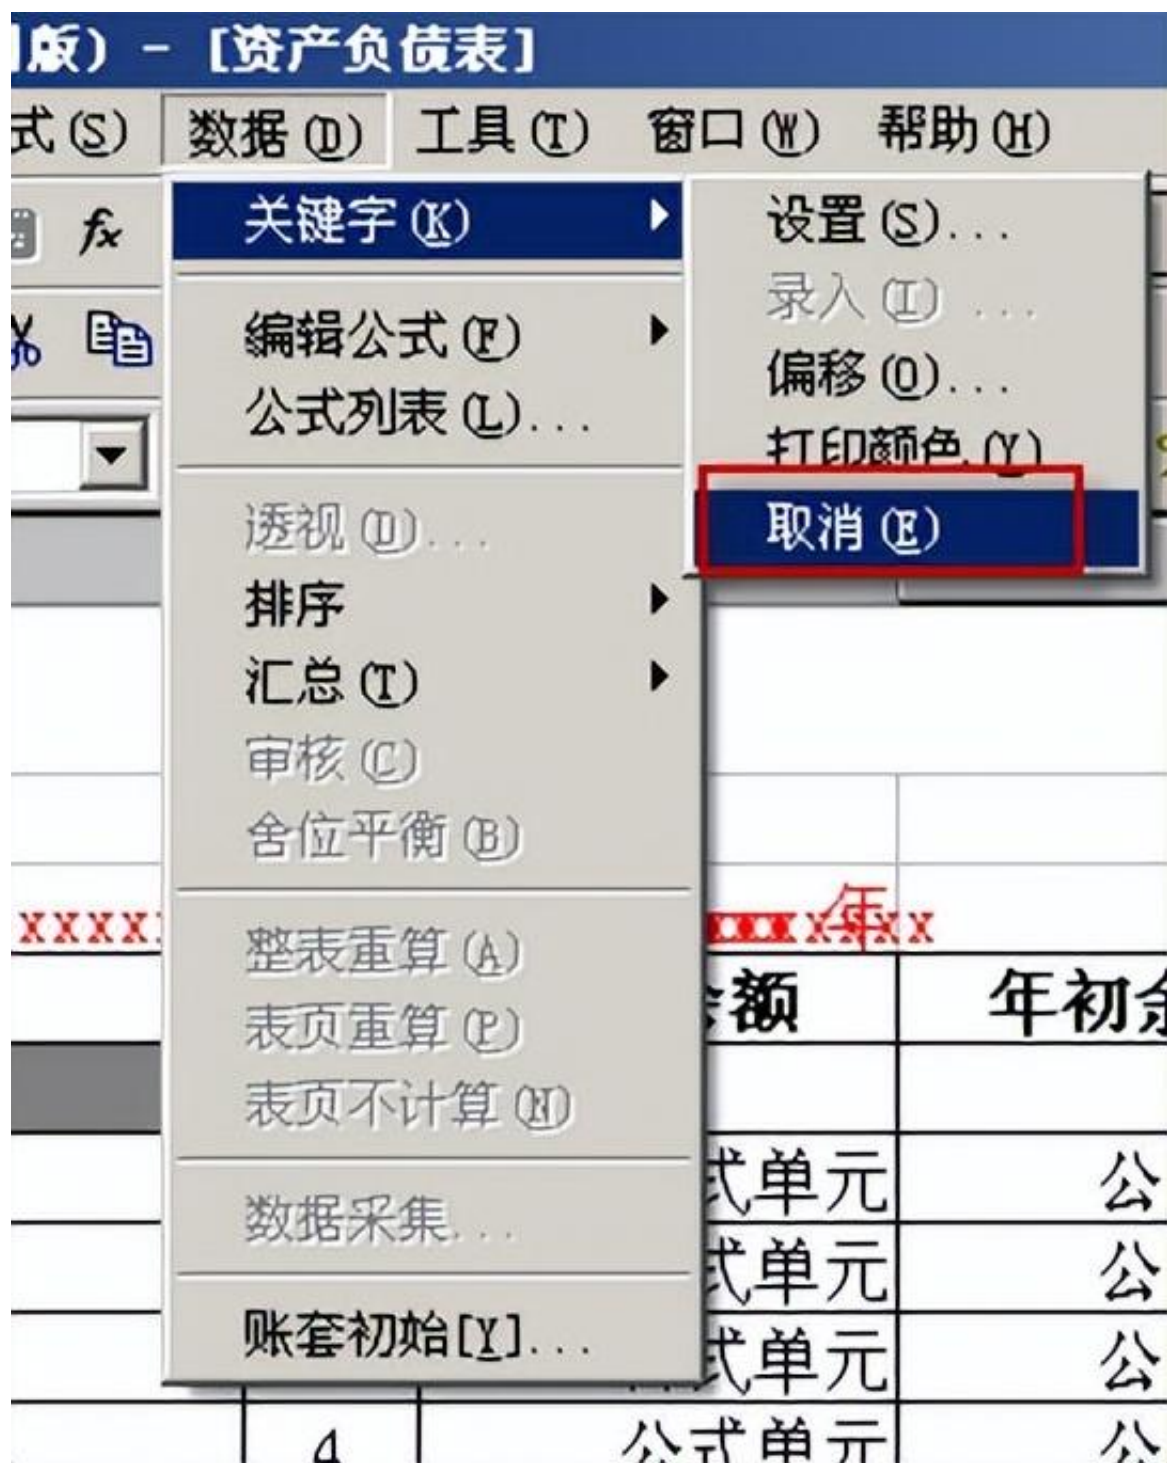 版) - [资产负债表]
式(S) 数据(D) 工具(T) 窗口(W) 帮助(H)
fx
关键字(K)
编辑公式(F)
公式列表(L)...
透视(D)...
排序
汇总(T)
审核(C)
舍位平衡(B)
整表重算(A)
表页重算(P)
表页不计算(N)
数据采集...
账套初始[Y]...
设置(S)...
录入(I) ...
偏移(O)...
打印颜色.(Y)
取消(E)
xxxx
年
额
年初
式单元 公
式单元 公
式单元 公
4 公式单元 公